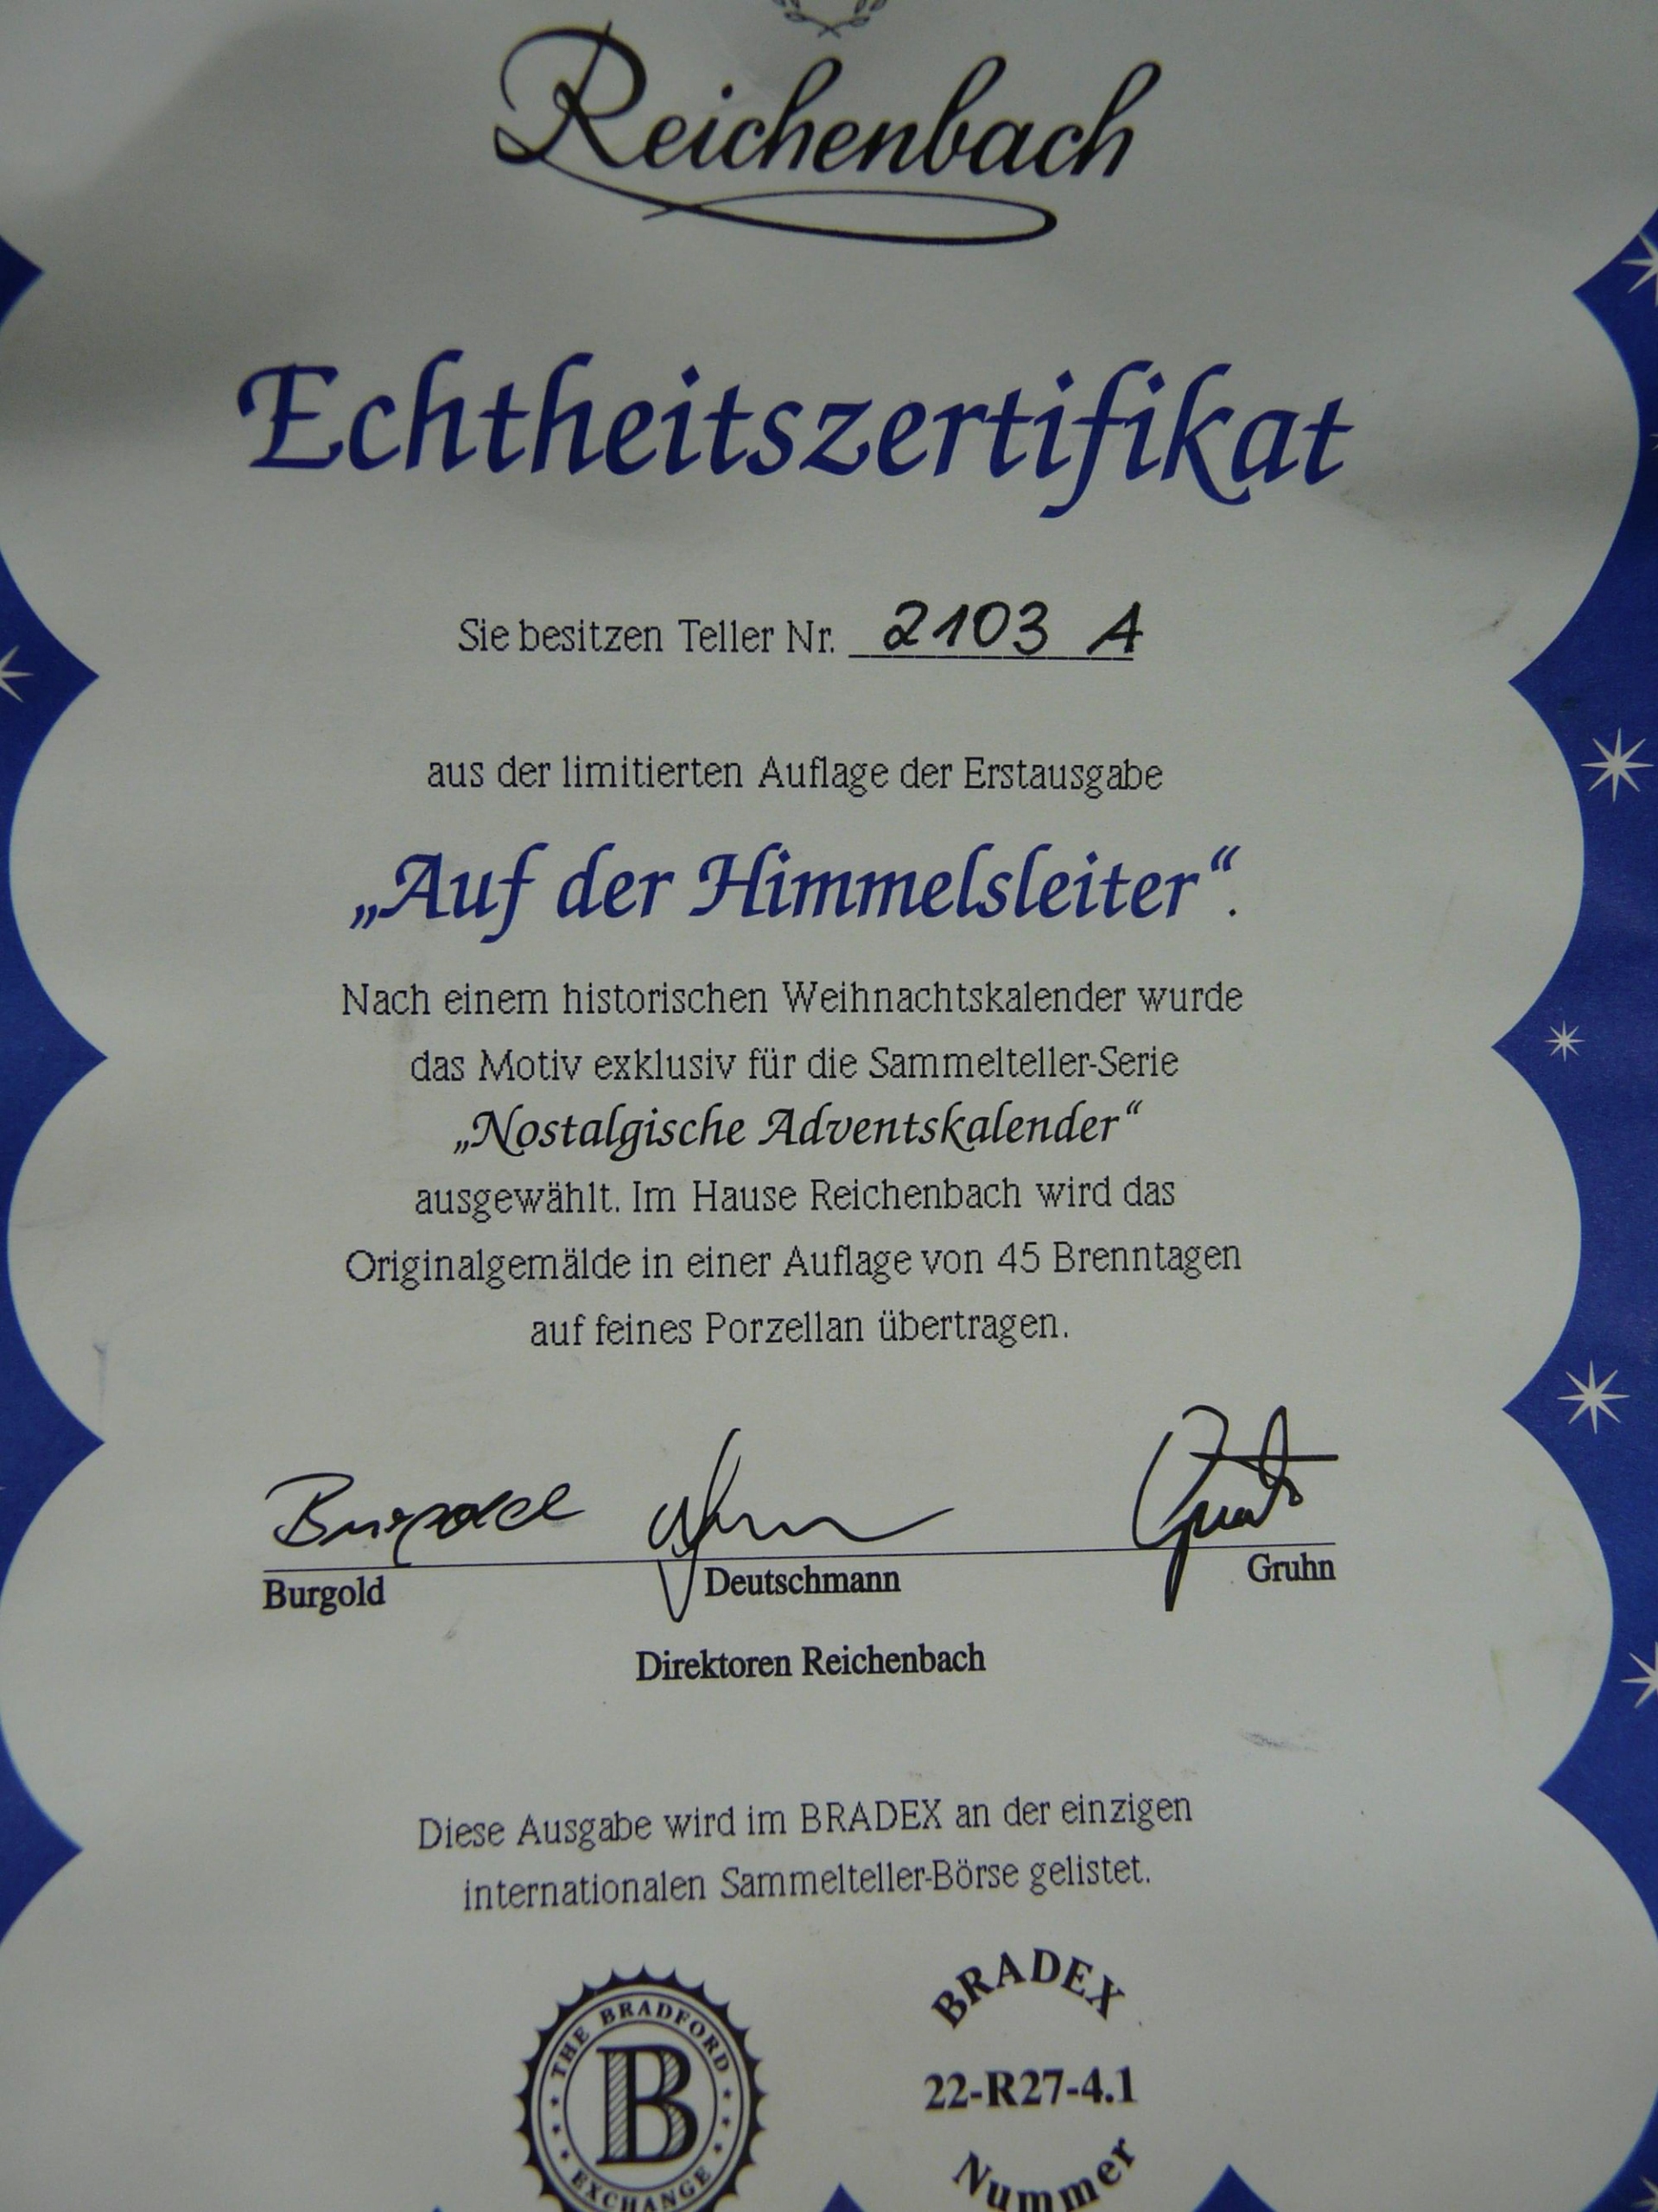 Reichenbach
Echtheitszertifikat
Sie besitzen Teller Nr. 2103 A
aus der limitierten Auflage der Erstausgabe
„Auf der Himmelsleiter“.
Nach einem historischen Weihnachtskalender wurde
das Motiv exklusiv für die Sammelteller-Serie
„Nostalgische Adventskalender“
ausgewählt. Im Hause Reichenbach wird das
Originalgemälde in einer Auflage von 45 Brenntagen
auf feines Porzellan übertragen.
Burgold
Burgold Deutschmann Gruhn
Direktoren Reichenbach
Diese Ausgabe wird im BRADEX an der einzigen
internationalen Sammelteller-Börse gelistet.
THE BRADFORD
B
EXCHANGE
BRADEX
22-R27-4.1
Nummer